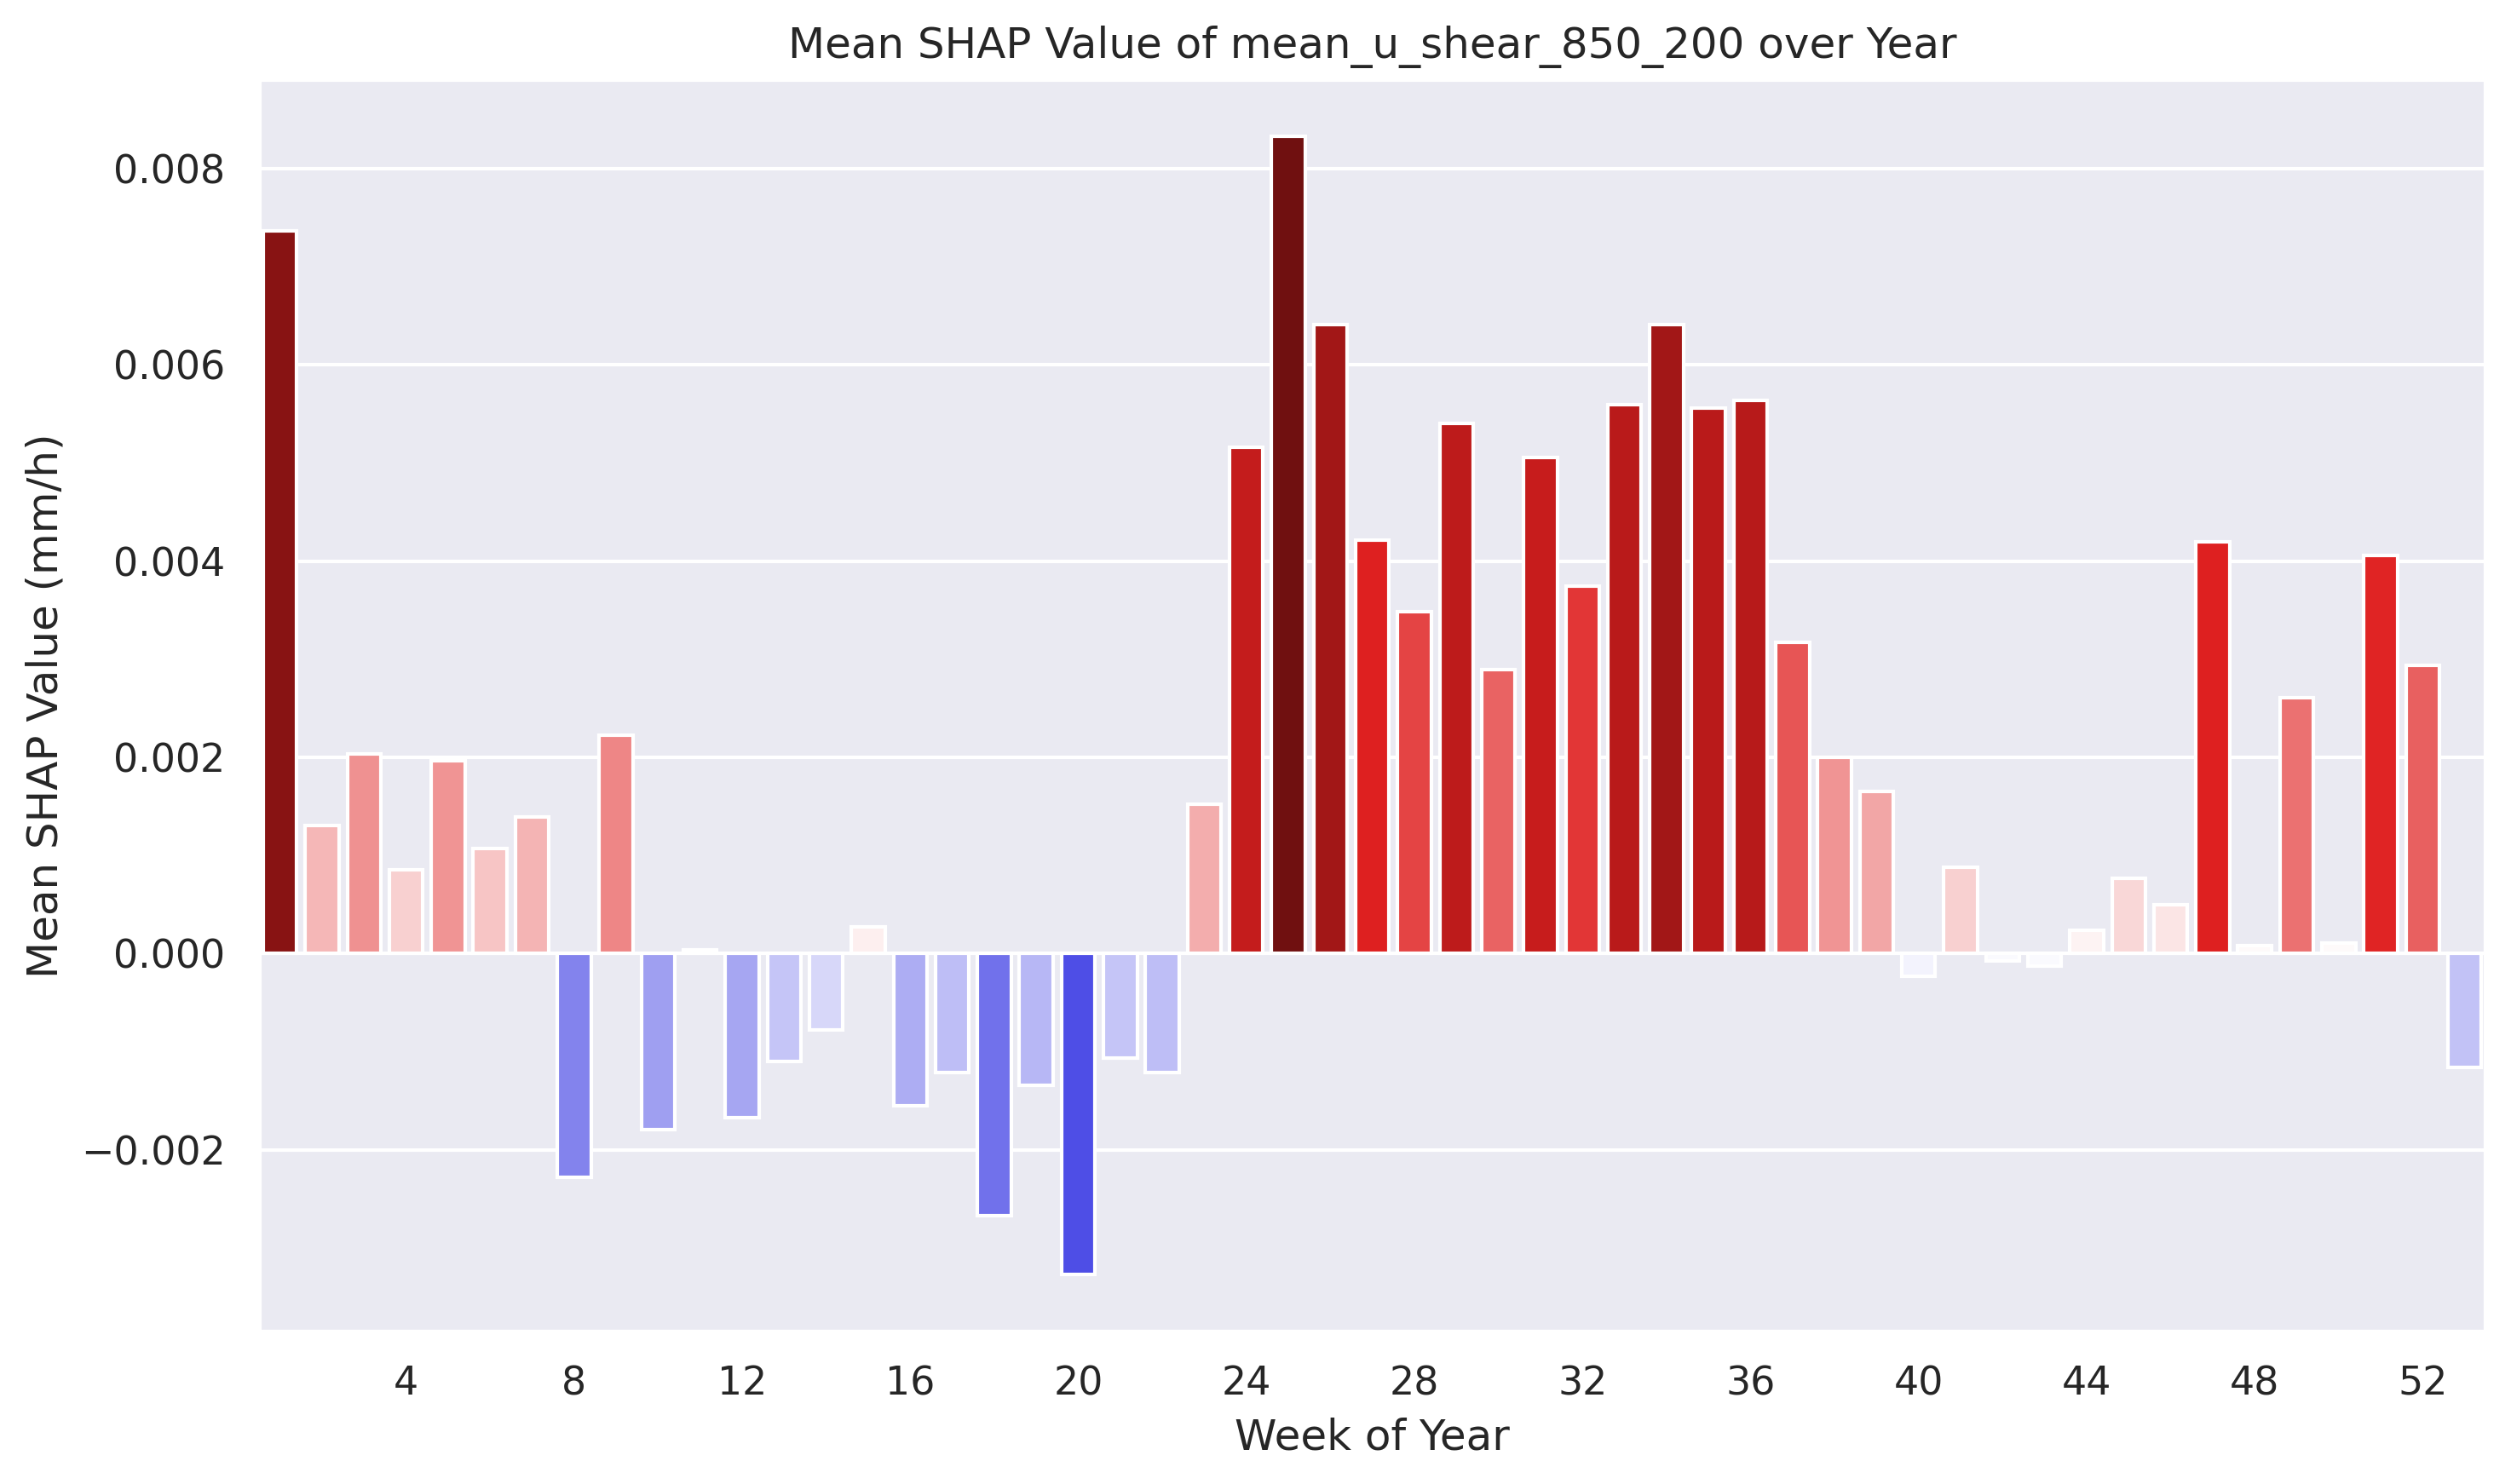 Mean SHAP Value of mean_u_shear_850_200 over Year
Mean SHAP Value (mm/h)
0.008
0.006
0.004
0.002
0.000
−0.002
4 8 12 16 20 24 28 32 36 40 44 48 52
Week of Year